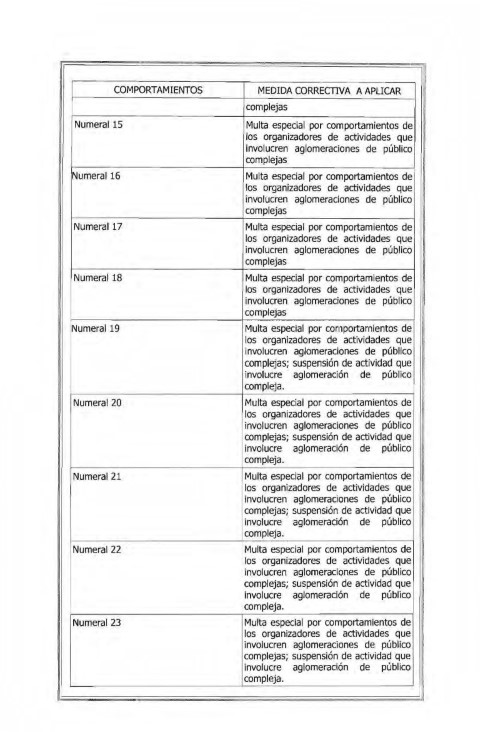 COMPORTAMIENTOS
MEDIDA CORRECTIVA A APLICAR
complejas
Numeral 15
Multa especial por comportamientos de
los organizadores de actividades que
involucren aglomeraciones de público
complejas
Numeral 16
Multa especial por comportamientos de
los organizadores de actividades que
involucren aglomeraciones de público
complejas
Numeral 17
Multa especial por comportamientos de
los organizadores de actividades que
involucren aglomeraciones de público
complejas
Numeral 18
Multa especial por comportamientos de
los organizadores de actividades que
involucren aglomeraciones de público
complejas
Numeral 19
Multa especial por comportamientos de
los organizadores de actividades que
involucren aglomeraciones de público
complejas; suspensión de actividad que
involucre aglomeración de público
compleja.
Numeral 20
Multa especial por comportamientos de
los organizadores de actividades que
involucren aglomeraciones de público
complejas; suspensión de actividad que
involucre aglomeración de público
compleja.
Numeral 21
Multa especial por comportamientos de
los organizadores de actividades que
involucren aglomeraciones de público
complejas; suspensión de actividad que
involucre aglomeración de público
compleja.
Numeral 22
Multa especial por comportamientos de
los organizadores de actividades que
involucren aglomeraciones de público
complejas; suspensión de actividad que
involucre aglomeración de público
compleja.
Numeral 23
Multa especial por comportamientos de
los organizadores de actividades que
involucren aglomeraciones de público
complejas; suspensión de actividad que
involucre aglomeración de público
compleja.